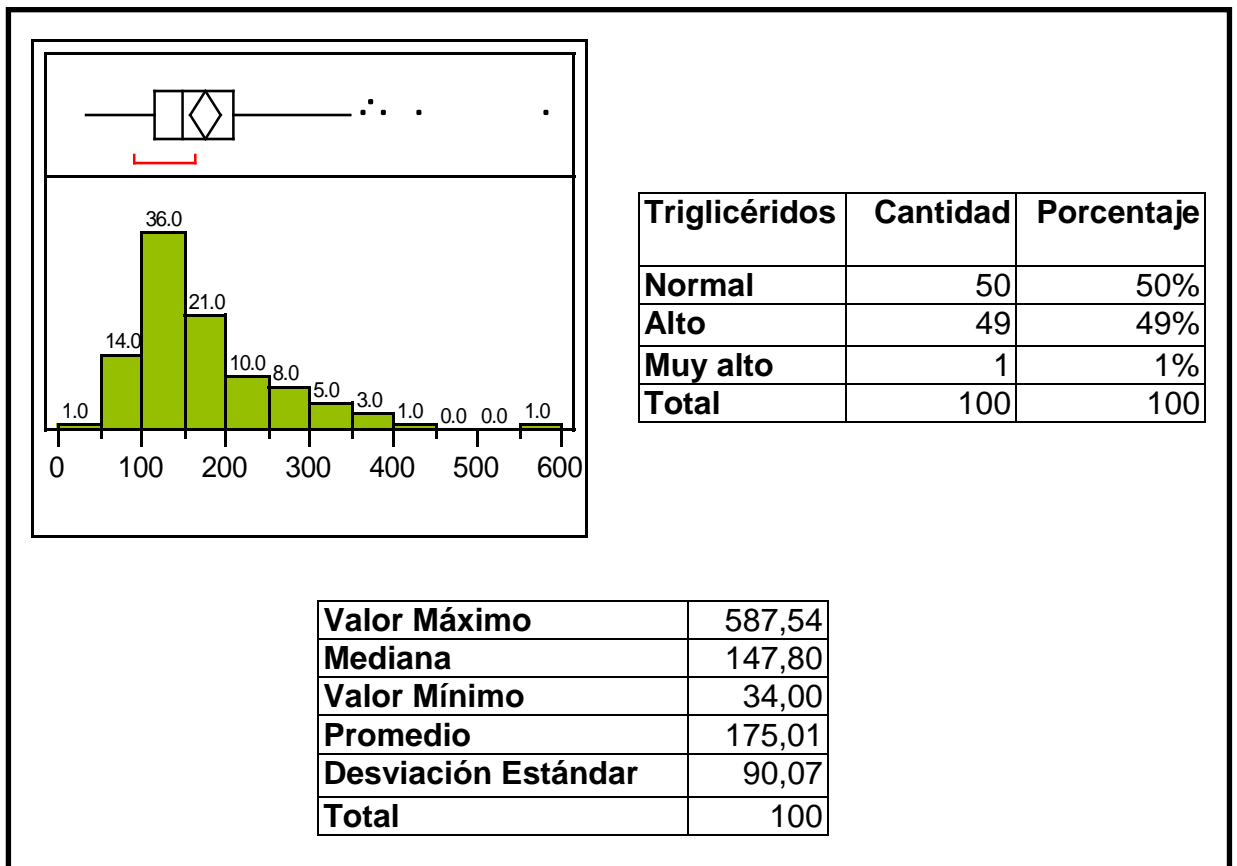 36.0
21.0
14.0
10.0 8.0
5.0 3.0
1.0 1.0 0.0 0.0 1.0
0 100 200 300 400 500 600
Triglicéridos Cantidad Porcentaje
Normal 50 50%
Alto 49 49%
Muy alto 1 1%
Total 100 100
Valor Máximo 587,54
Mediana 147,80
Valor Mínimo 34,00
Promedio 175,01
Desviación Estándar 90,07
Total 100